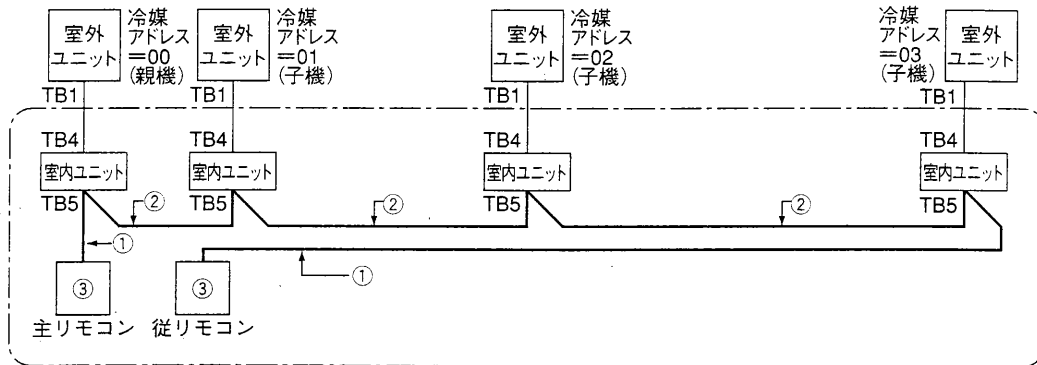 室外
ユニット
冷媒
アドレス
=00
(親機)
室外
ユニット
冷媒
アドレス
=01
(子機)
室外
ユニット
冷媒
アドレス
=02
(子機)
冷媒
アドレス
=03
(子機)
室外
ユニット
TB1
TB1
TB1
TB1
TB4
TB4
TB4
TB4
室内ユニット
室内ユニット
室内ユニット
室内ユニット
TB5
TB5
TB5
TB5
②
②
②
①
①
③
③
主リモコン
従リモコン